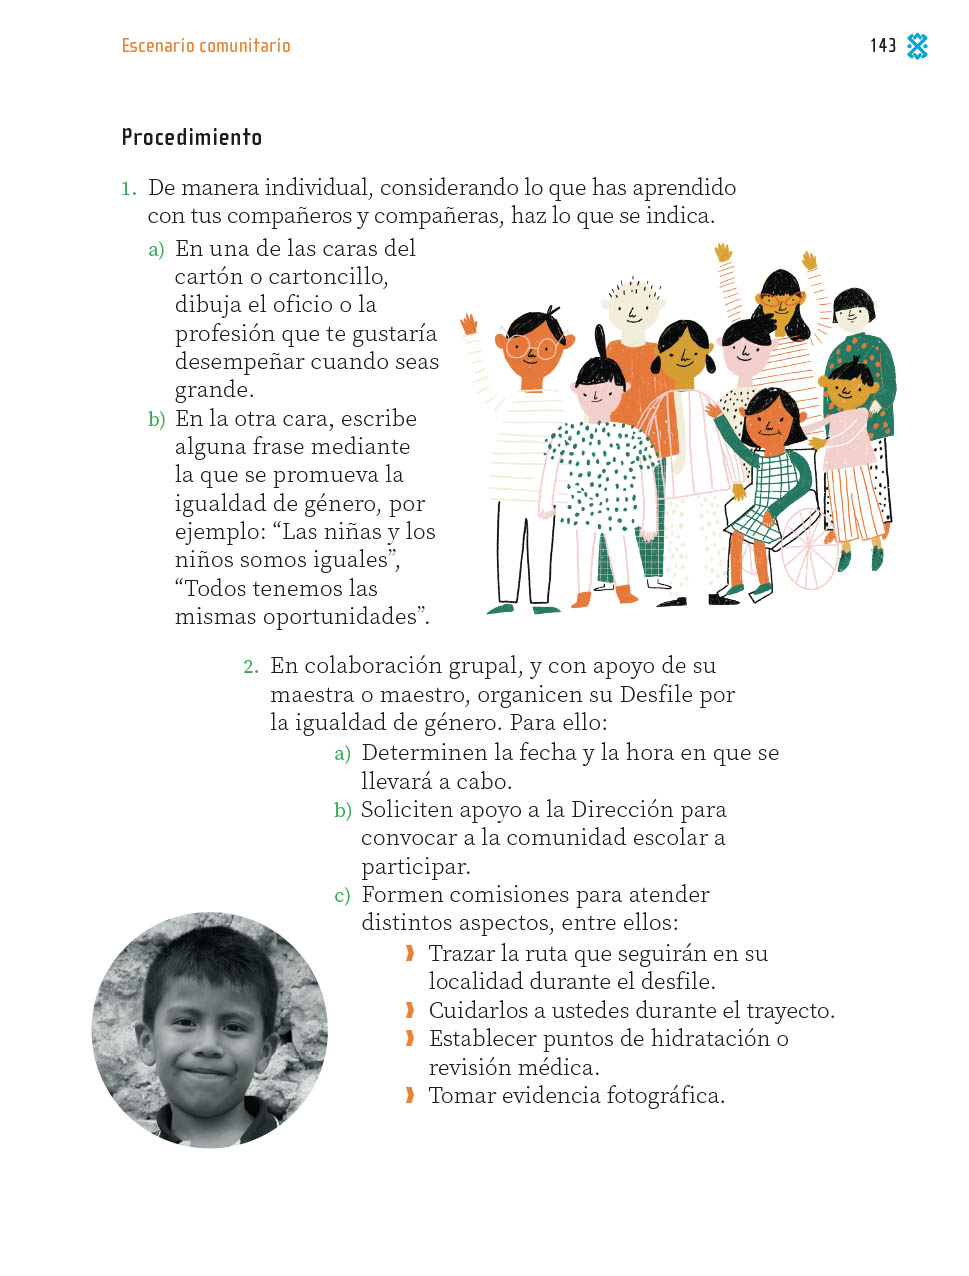 Escenario comunitario
143
Procedimiento
1. De manera individual, considerando lo que has aprendido
con tus compañeros y compañeras, haz lo que se indica.
a) En una de las caras del
cartón o cartoncillo,
dibuja el oficio o la
profesión que te gustaría
desempeñar cuando seas
grande.
b) En la otra cara, escribe
alguna frase mediante
la que se promueva la
igualdad de género, por
ejemplo: “Las niñas y los
niños somos iguales”,
“Todos tenemos las
mismas oportunidades”.
2. En colaboración grupal, y con apoyo de su
maestra o maestro, organicen su Desfile por
la igualdad de género. Para ello:
a) Determinen la fecha y la hora en que se
llevará a cabo.
b) Soliciten apoyo a la Dirección para
convocar a la comunidad escolar a
participar.
c) Formen comisiones para atender
distintos aspectos, entre ellos:
Trazar la ruta que seguirán en su
localidad durante el desfile.
Cuidarlos a ustedes durante el trayecto.
Establecer puntos de hidratación o
revisión médica.
Tomar evidencia fotográfica.